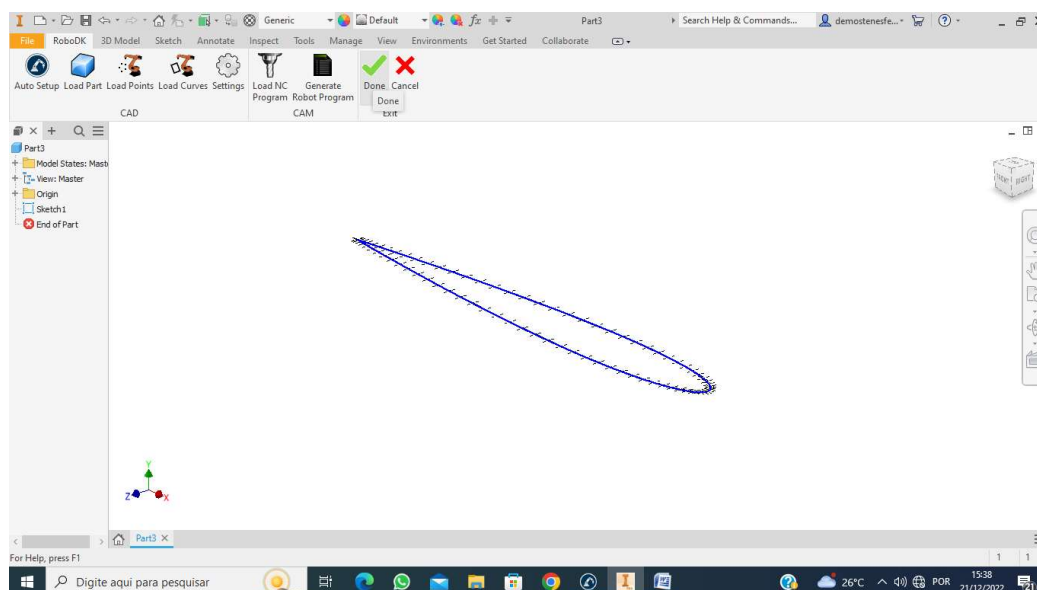 Generic Default fx Part3 Search Help & Commands... demostenesfe...
File RoboDK 3D Model Sketch Annotate Inspect Tools Manage View Environments Get Started Collaborate
Auto Setup Load Part Load Points Load Curves Settings Load NC Program Generate Robot Program Done Cancel
Done
CAD CAM Exit
Part3
Model States: Mast
View: Master
Origin
Sketch1
End of Part
FRONT RIGHT
Y
Z X
Part3
For Help, press F1 1 1
Digite aqui para pesquisar 26°C POR 15:38
21/12/2022